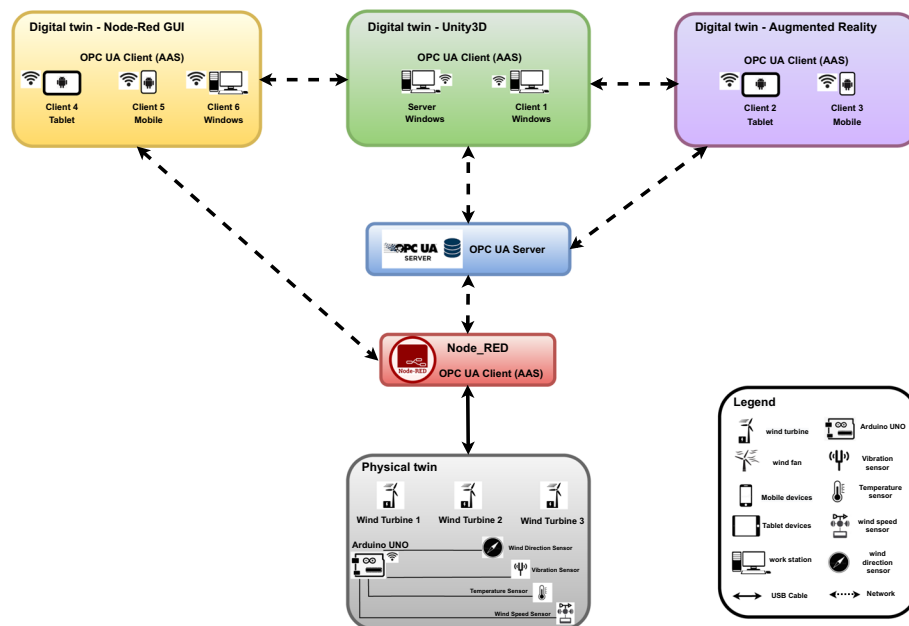 Digital twin - Node-Red GUI
OPC UA Client (AAS)
Client 4
Tablet
Client 5
Mobile
Client 6
Windows
Digital twin - Unity3D
OPC UA Client (AAS)
Server
Windows
Client 1
Windows
Digital twin - Augmented Reality
OPC UA Client (AAS)
Client 2
Tablet
Client 3
Mobile
OPC UA
SERVER
OPC UA Server
Node-RED
Node_RED
OPC UA Client (AAS)
Physical twin
Wind Turbine 1
Wind Turbine 2
Wind Turbine 3
Arduino UNO
Wind Direction Sensor
Vibration Sensor
Temperature Sensor
Wind Speed Sensor
Legend
wind turbine
Arduino UNO
wind fan
Vibration
sensor
Mobile devices
Temperature
sensor
Tablet devices
wind speed
sensor
work station
wind
direction
sensor
USB Cable
Network